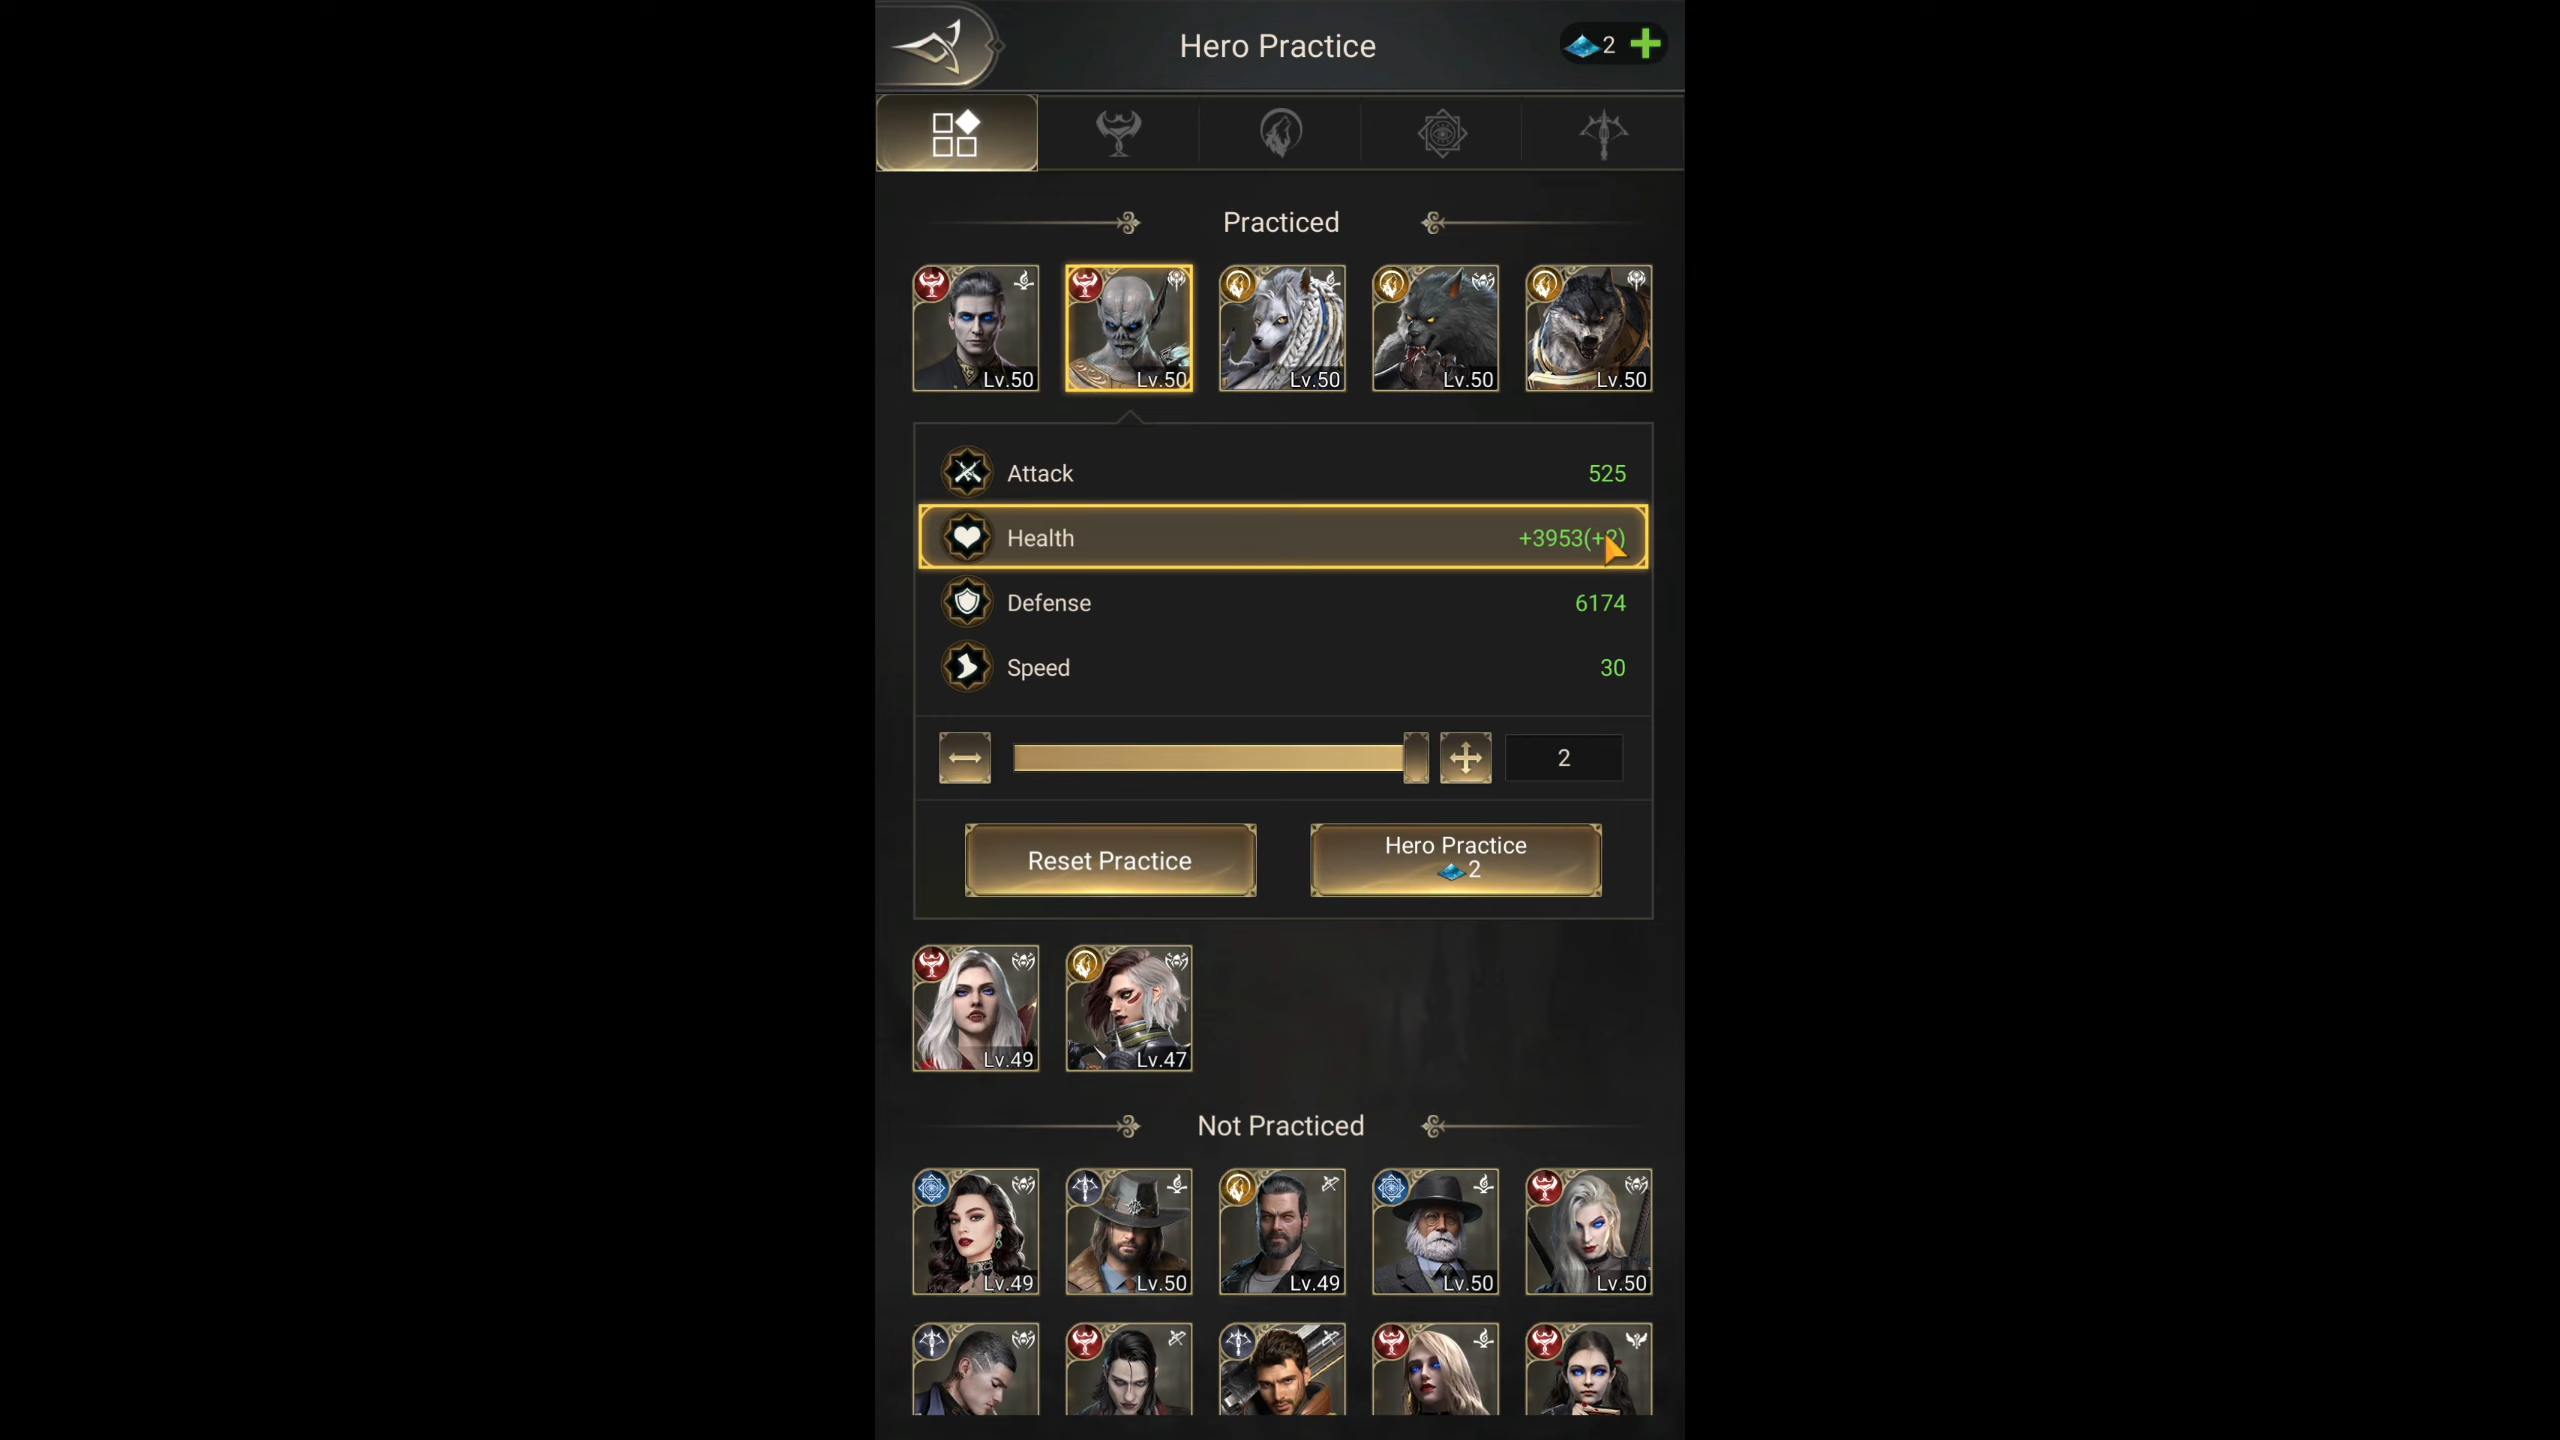 Hero Practice
2
Practiced
Lv.50
Lv.50
Lv.50
Lv.50
Lv.50
Attack 525
Health +3953(+2)
Defense 6174
Speed 30
2
Reset Practice
Hero Practice
2
Lv.49
Lv.47
Not Practiced
Lv.49
Lv.50
Lv.49
Lv.50
Lv.50